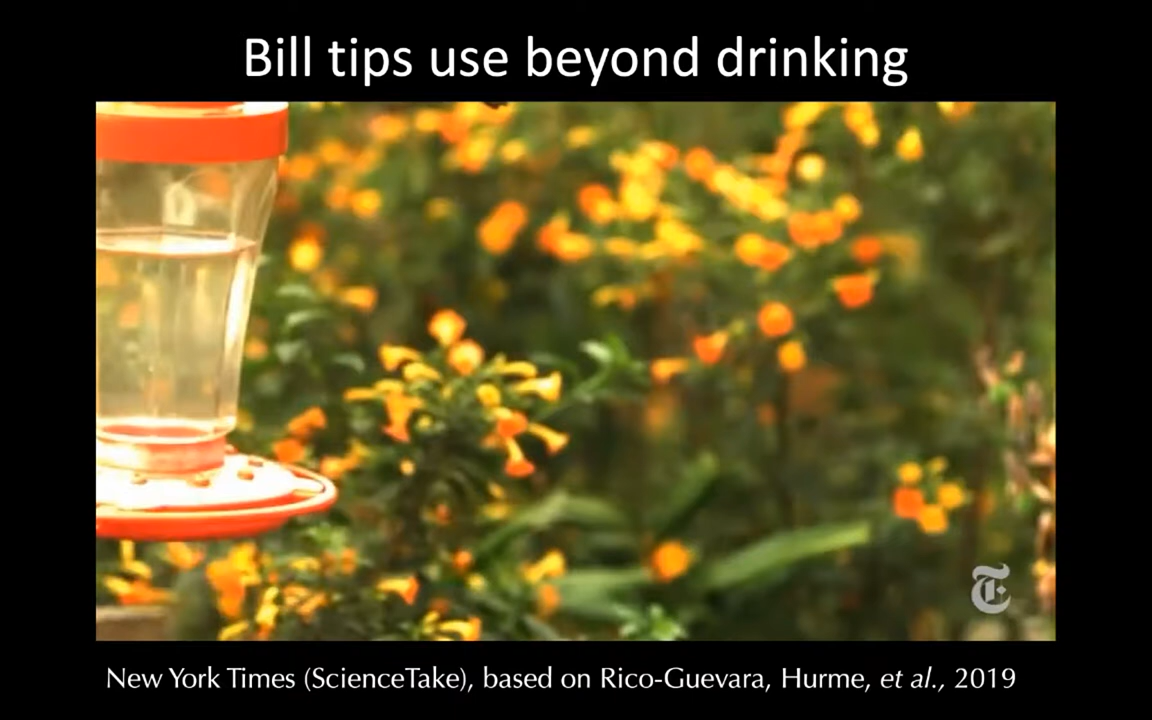 Bill tips use beyond drinking
New York Times (ScienceTake), based on Rico-Guevara, Hurme, et al., 2019